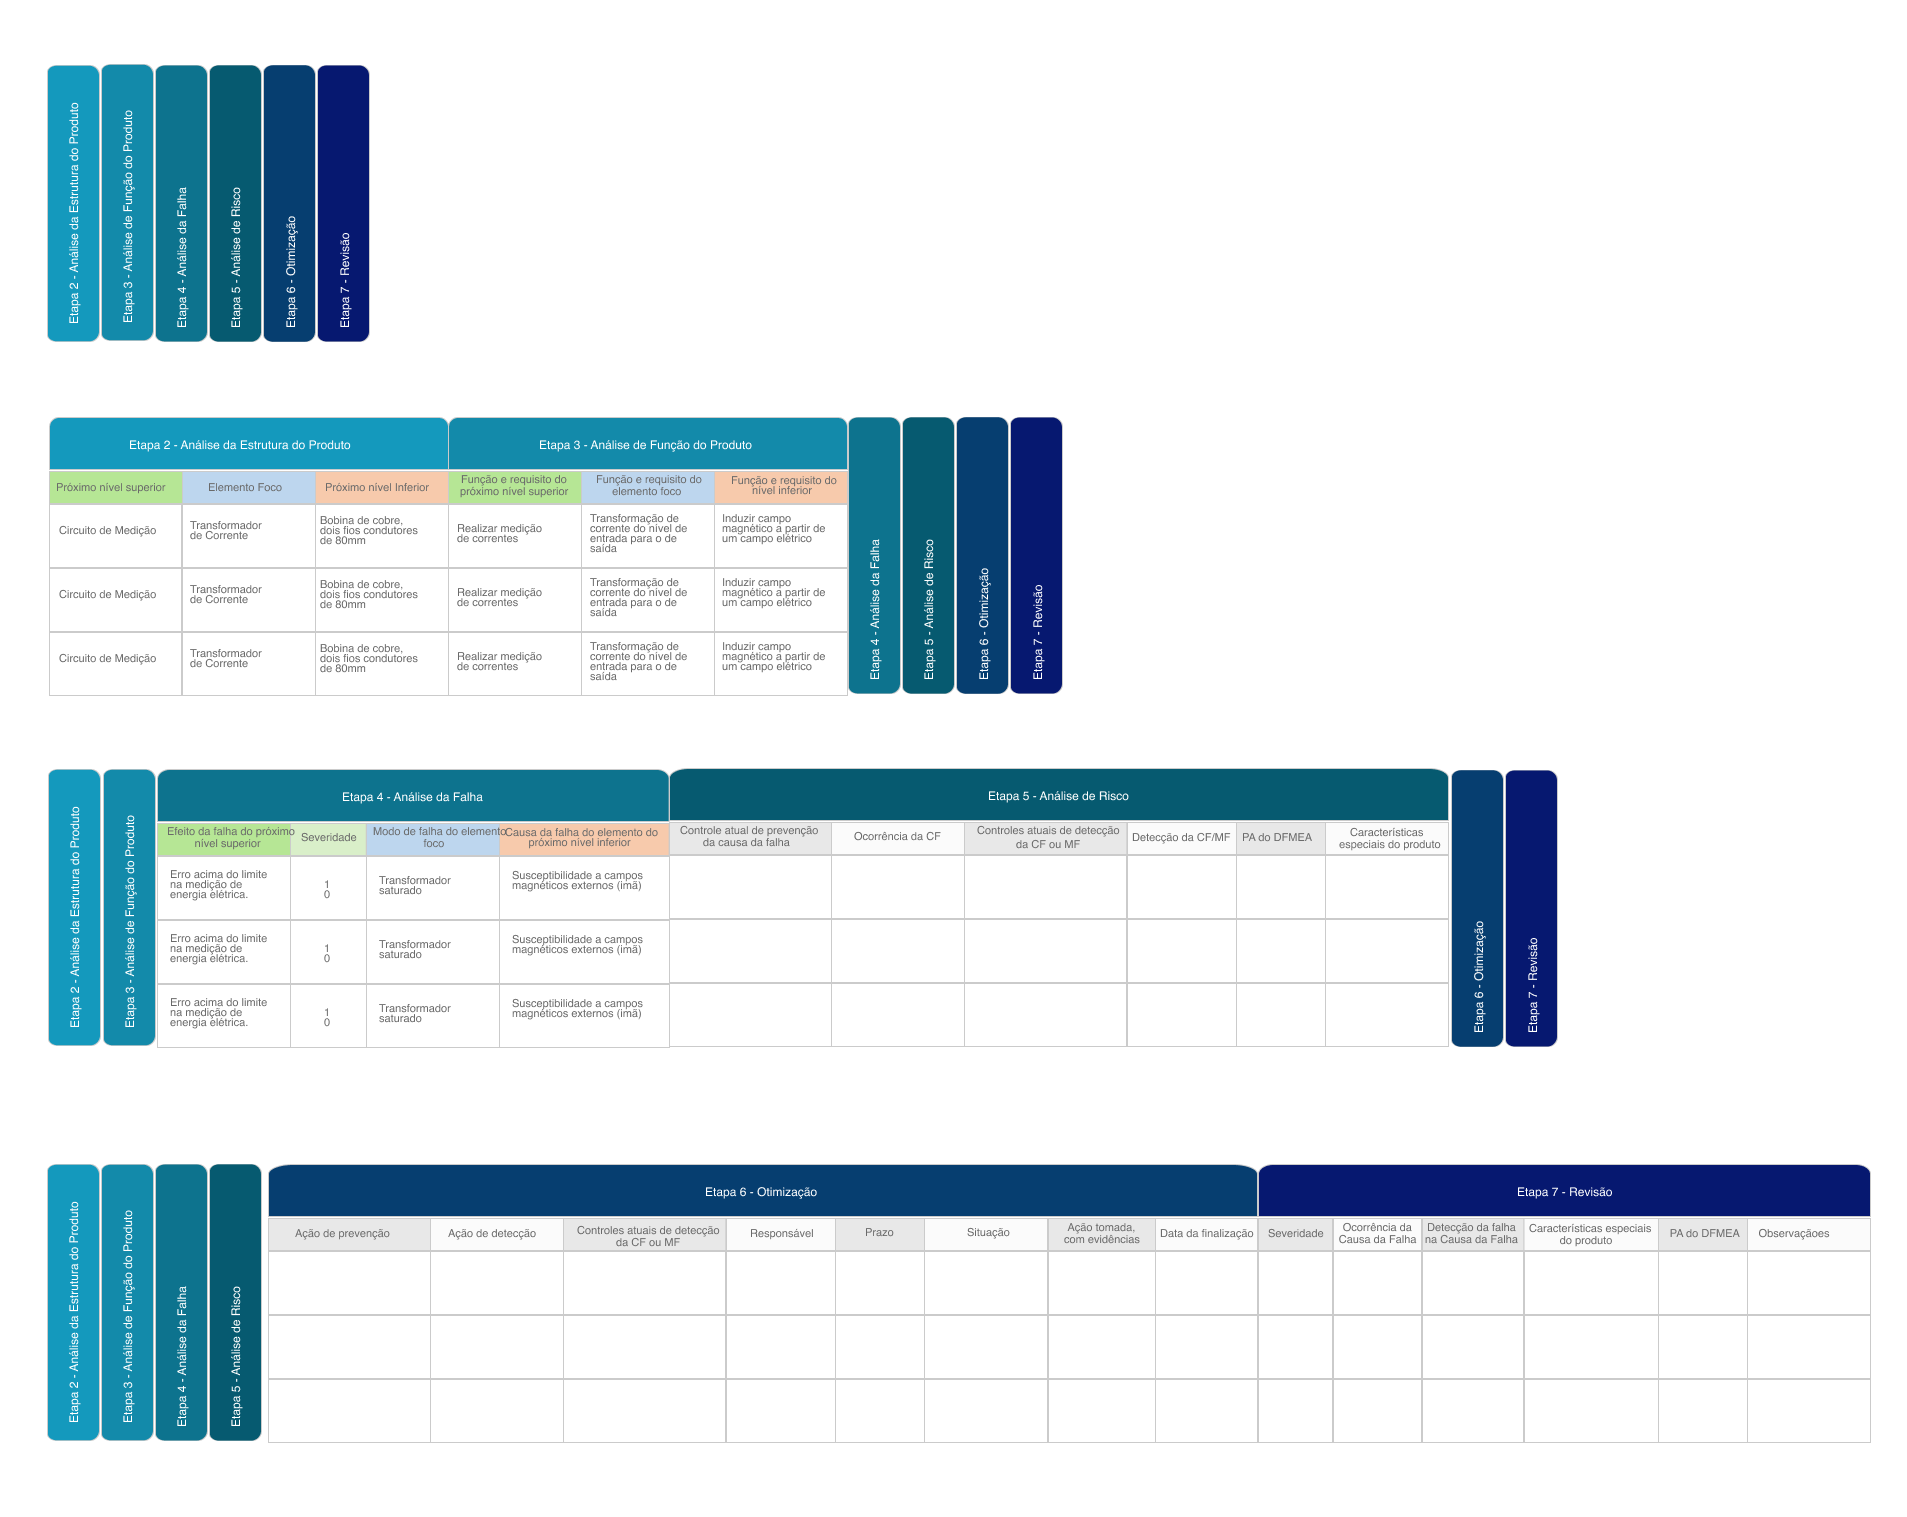 Etapa 2 - Análise da Estrutura do Produto
Etapa 3 - Análise de Função do Produto
Etapa 4 - Análise da Falha
Etapa 5 - Análise de Risco
Etapa 6 - Otimização
Etapa 7 - Revisão
Etapa 2 - Análise da Estrutura do Produto
Etapa 3 - Análise de Função do Produto
Próximo nível superior
Elemento Foco
Próximo nível Inferior
Função e requisito do
próximo nível superior
Função e requisito do
elemento foco
Função e requisito do
nível inferior
Circuito de Medição
Transformador
de Corrente
Bobina de cobre,
dois fios condutores
de 80mm
Realizar medição
de correntes
Transformação de
corrente do nível de
entrada para o de
saída
Induzir campo
magnético a partir de
um campo elétrico
Circuito de Medição
Transformador
de Corrente
Bobina de cobre,
dois fios condutores
de 80mm
Realizar medição
de correntes
Transformação de
corrente do nível de
entrada para o de
saída
Induzir campo
magnético a partir de
um campo elétrico
Circuito de Medição
Transformador
de Corrente
Bobina de cobre,
dois fios condutores
de 80mm
Realizar medição
de correntes
Transformação de
corrente do nível de
entrada para o de
saída
Induzir campo
magnético a partir de
um campo elétrico
Etapa 4 - Análise da Falha
Etapa 5 - Análise de Risco
Etapa 6 - Otimização
Etapa 7 - Revisão
Etapa 2 - Análise da Estrutura do Produto
Etapa 3 - Análise de Função do Produto
Etapa 4 - Análise da Falha
Etapa 5 - Análise de Risco
Efeito da falha do próximo
nível superior
Severidade
Modo de falha do elemento
foco
Causa da falha do elemento do
próximo nível inferior
Controle atual de prevenção
da causa da falha
Ocorrência da CF
Controles atuais de detecção
da CF ou MF
Detecção da CF/MF
PA do DFMEA
Características
especiais do produto
Erro acima do limite
na medição de
energia elétrica.
1
0
Transformador
saturado
Susceptibilidade a campos
magnéticos externos (imã)
Erro acima do limite
na medição de
energia elétrica.
1
0
Transformador
saturado
Susceptibilidade a campos
magnéticos externos (imã)
Erro acima do limite
na medição de
energia elétrica.
1
0
Transformador
saturado
Susceptibilidade a campos
magnéticos externos (imã)
Etapa 6 - Otimização
Etapa 7 - Revisão
Etapa 2 - Análise da Estrutura do Produto
Etapa 3 - Análise de Função do Produto
Etapa 4 - Análise da Falha
Etapa 5 - Análise de Risco
Etapa 6 - Otimização
Etapa 7 - Revisão
Ação de prevenção
Ação de detecção
Controles atuais de detecção
da CF ou MF
Responsável
Prazo
Situação
Ação tomada,
com evidências
Data da finalização
Severidade
Ocorrência da
Causa da Falha
Detecção da falha
na Causa da Falha
Características especiais
do produto
PA do DFMEA
Observaçãoes